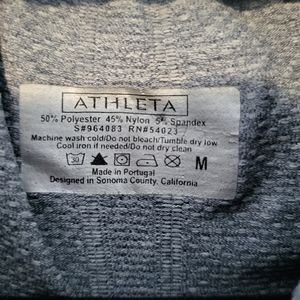 ATHLETA
50% Polyester 45% Nylon 5% Spandex
S#964083 RN#54023
Machine wash cold/Do not bleach/Tumble dry low
Cool iron if needed/Do not dry clean
30 M
Made in Portugal
Designed in Sonoma County, California